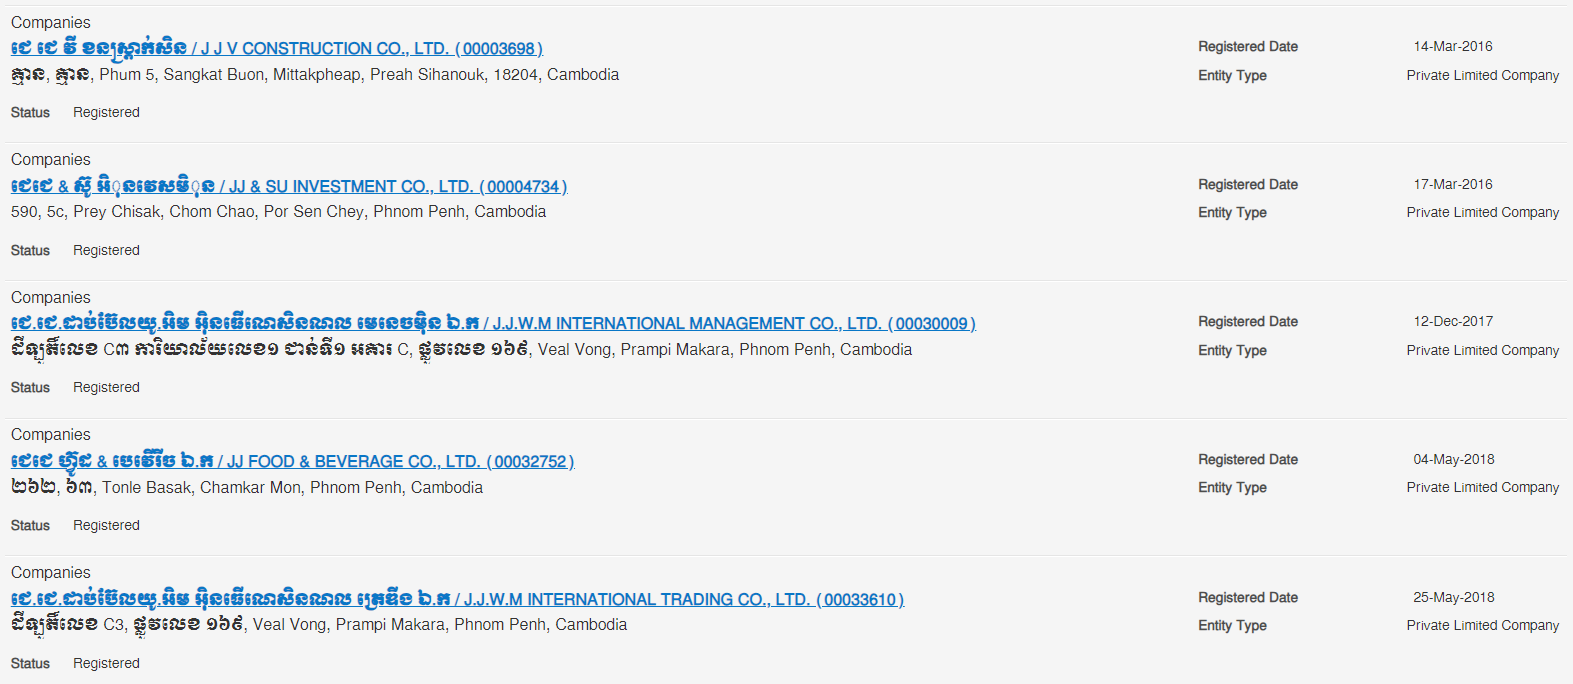 Companies
ជេ ជេ វី ខនស្ត្រាក់សិន / J J V CONSTRUCTION CO., LTD. (00003698)
Registered Date 14-Mar-2016
គ្មាន, គ្មាន, Phum 5, Sangkat Buon, Mittakpheap, Preah Sihanouk, 18204, Cambodia
Entity Type Private Limited Company
Status Registered
Companies
ជេជេ & ស៊ូ អិុនវេសមិុន / JJ & SU INVESTMENT CO., LTD. (00004734)
Registered Date 17-Mar-2016
590, 5c, Prey Chisak, Chom Chao, Por Sen Chey, Phnom Penh, Cambodia
Entity Type Private Limited Company
Status Registered
Companies
ជេ.ជេ.ដាប់ប៊ែលយូ.អិម អ៊ិនធើណេសិនណល មេនេចម៉ិន ឯ.ក / J.J.W.M INTERNATIONAL MANAGEMENT CO., LTD. (00030009)
Registered Date 12-Dec-2017
ដីឡូត៍លេខ C៣ ការិយាល័យលេខ១ ជាន់ទី១ អគារ C, ផ្លូវលេខ ១៦៩, Veal Vong, Prampi Makara, Phnom Penh, Cambodia
Entity Type Private Limited Company
Status Registered
Companies
ជេជេ ហ្វ៊ូដ & បេវើរីច ឯ.ក / JJ FOOD & BEVERAGE CO., LTD. (00032752)
Registered Date 04-May-2018
២៦២, ៦៣, Tonle Basak, Chamkar Mon, Phnom Penh, Cambodia
Entity Type Private Limited Company
Status Registered
Companies
ជេ.ជេ.ដាប់ប៊ែលយូ.អិម អ៊ិនធើណេសិនណល ត្រេឌីង ឯ.ក / J.J.W.M INTERNATIONAL TRADING CO., LTD. (00033610)
Registered Date 25-May-2018
ដីឡូត៍លេខ C3, ផ្លូវលេខ ១៦៩, Veal Vong, Prampi Makara, Phnom Penh, Cambodia
Entity Type Private Limited Company
Status Registered